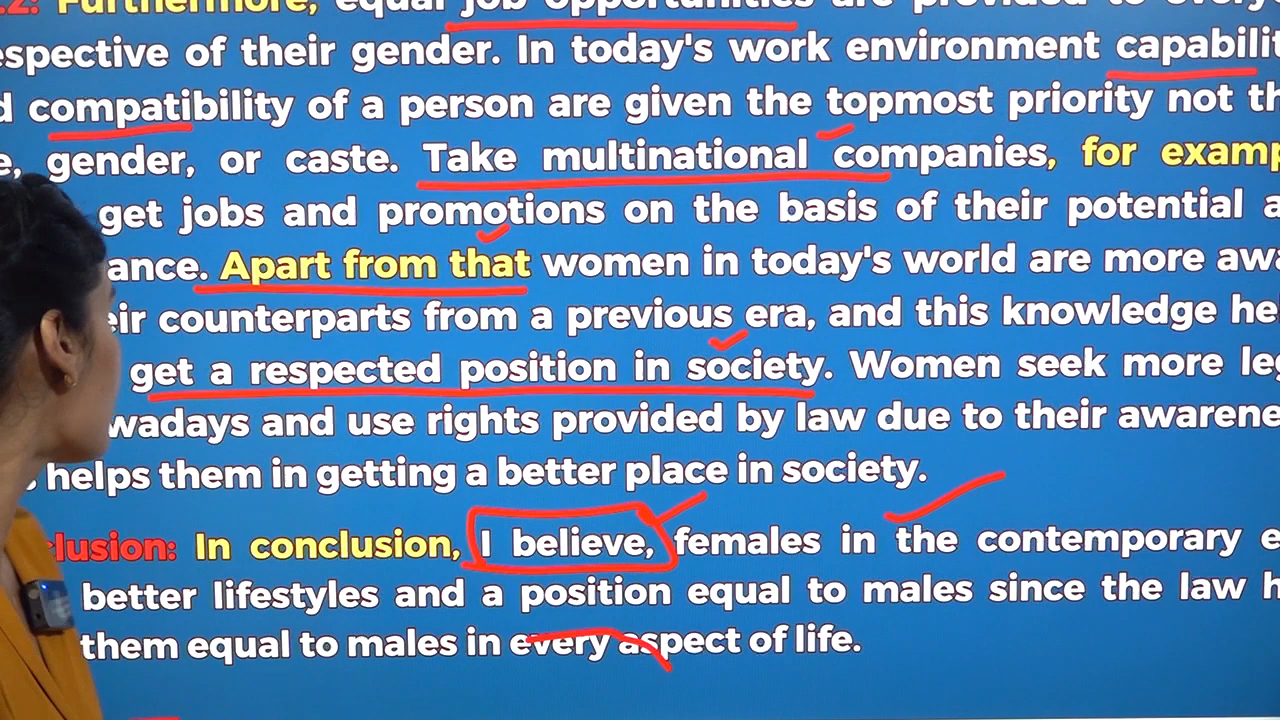 .2: Furthermore, equal job opportunities are provided to every
espective of their gender. In today's work environment capabilit
d compatibility of a person are given the topmost priority not th
e, gender, or caste. Take multinational companies, for examp
get jobs and promotions on the basis of their potential a
ance. Apart from that women in today's world are more awa
eir counterparts from a previous era, and this knowledge he
get a respected position in society. Women seek more leg
wadays and use rights provided by law due to their awarene
s helps them in getting a better place in society.
clusion: In conclusion, I believe, females in the contemporary e
better lifestyles and a position equal to males since the law h
them equal to males in every aspect of life.